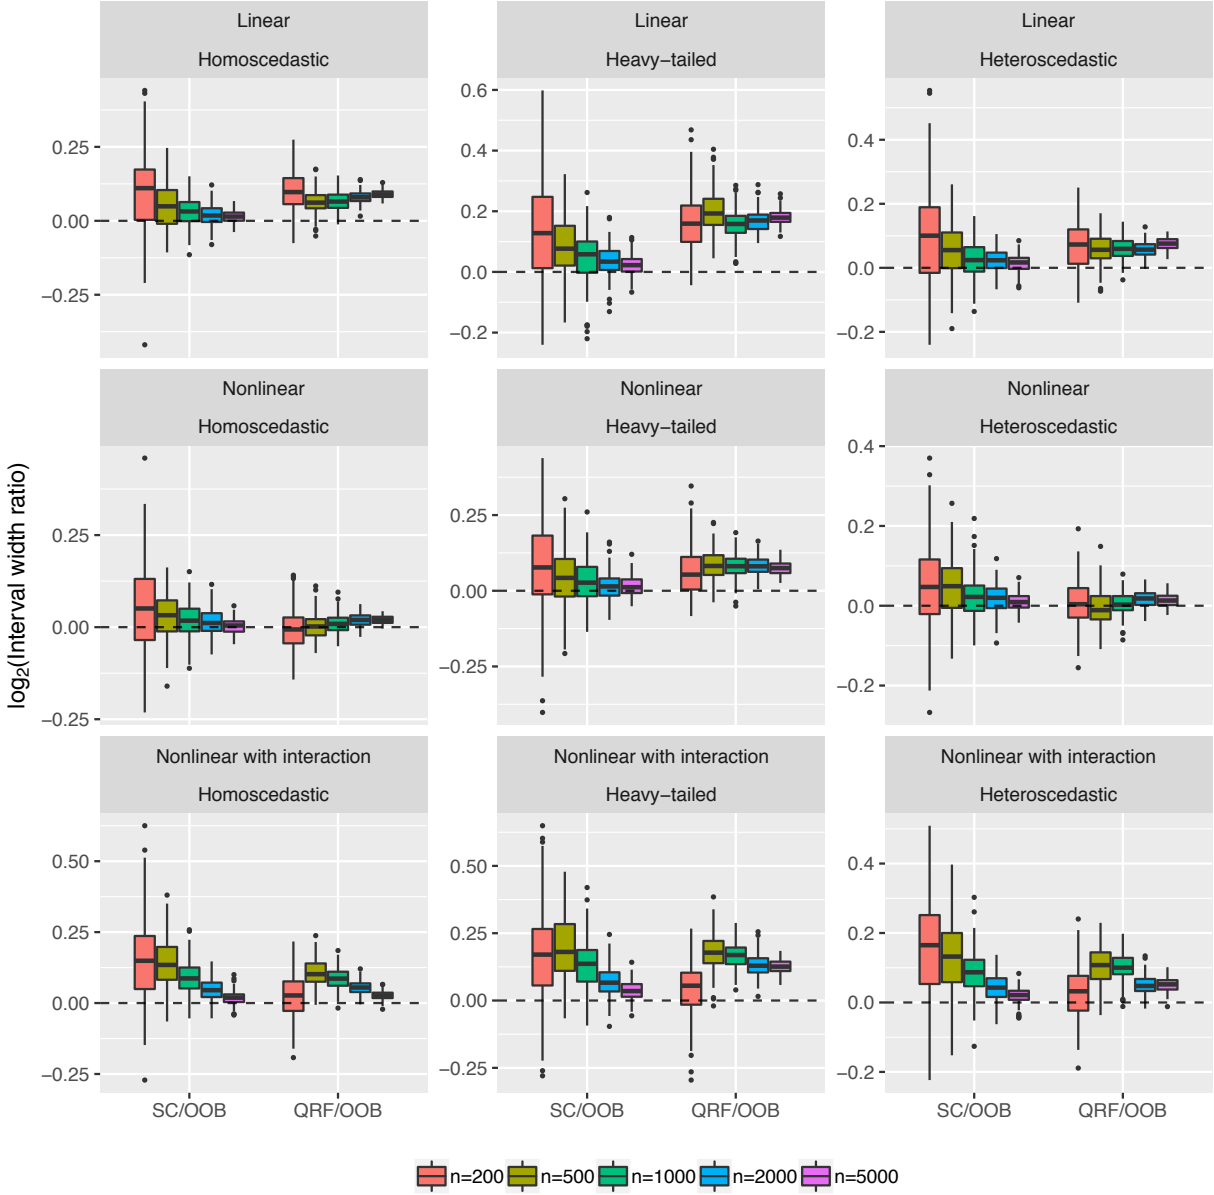 Linear
Homoscedastic
0.25
0.00
−0.25
Linear
Heavy−tailed
0.6
0.4
0.2
0.0
−0.2
Linear
Heteroscedastic
0.4
0.2
0.0
−0.2
log2(Interval width ratio)
Nonlinear
Homoscedastic
0.25
0.00
−0.25
Nonlinear
Heavy−tailed
0.25
0.00
−0.25
Nonlinear
Heteroscedastic
0.4
0.2
0.0
−0.2
Nonlinear with interaction
Homoscedastic
0.50
0.25
0.00
−0.25
SC/OOB
QRF/OOB
Nonlinear with interaction
Heavy−tailed
0.50
0.25
0.00
−0.25
SC/OOB
QRF/OOB
Nonlinear with interaction
Heteroscedastic
0.4
0.2
0.0
−0.2
SC/OOB
QRF/OOB
n=200 n=500 n=1000 n=2000 n=5000